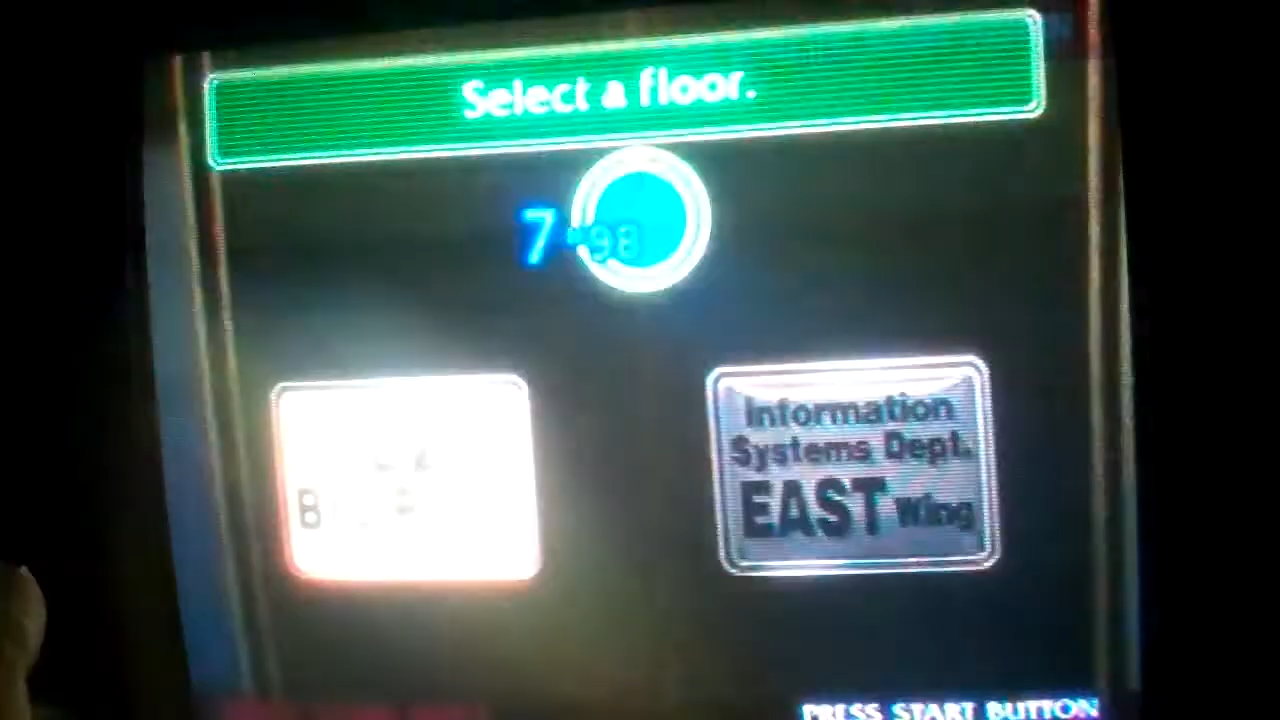 Select a floor.
7 98
B
Information
Systems Dept.
EAST Wing
PRESS START BUTTON